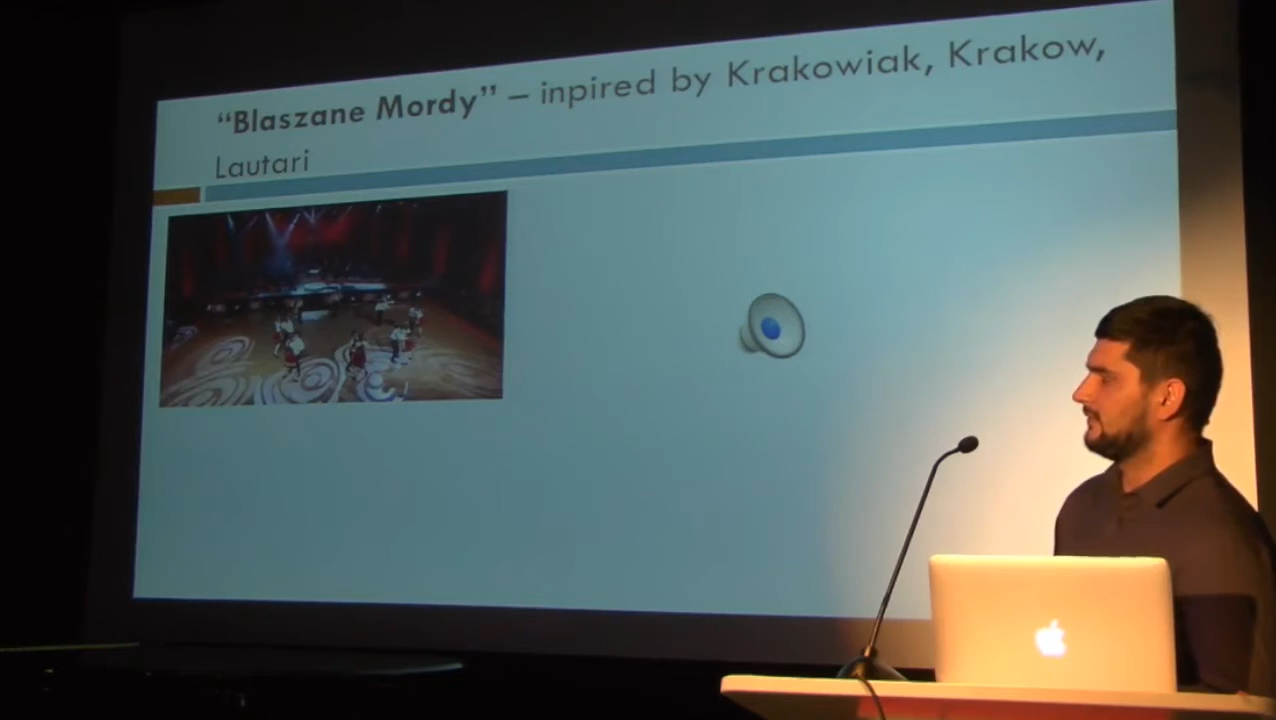 “Blaszane Mordy” – inpired by Krakowiak, Krakow,
Lautari